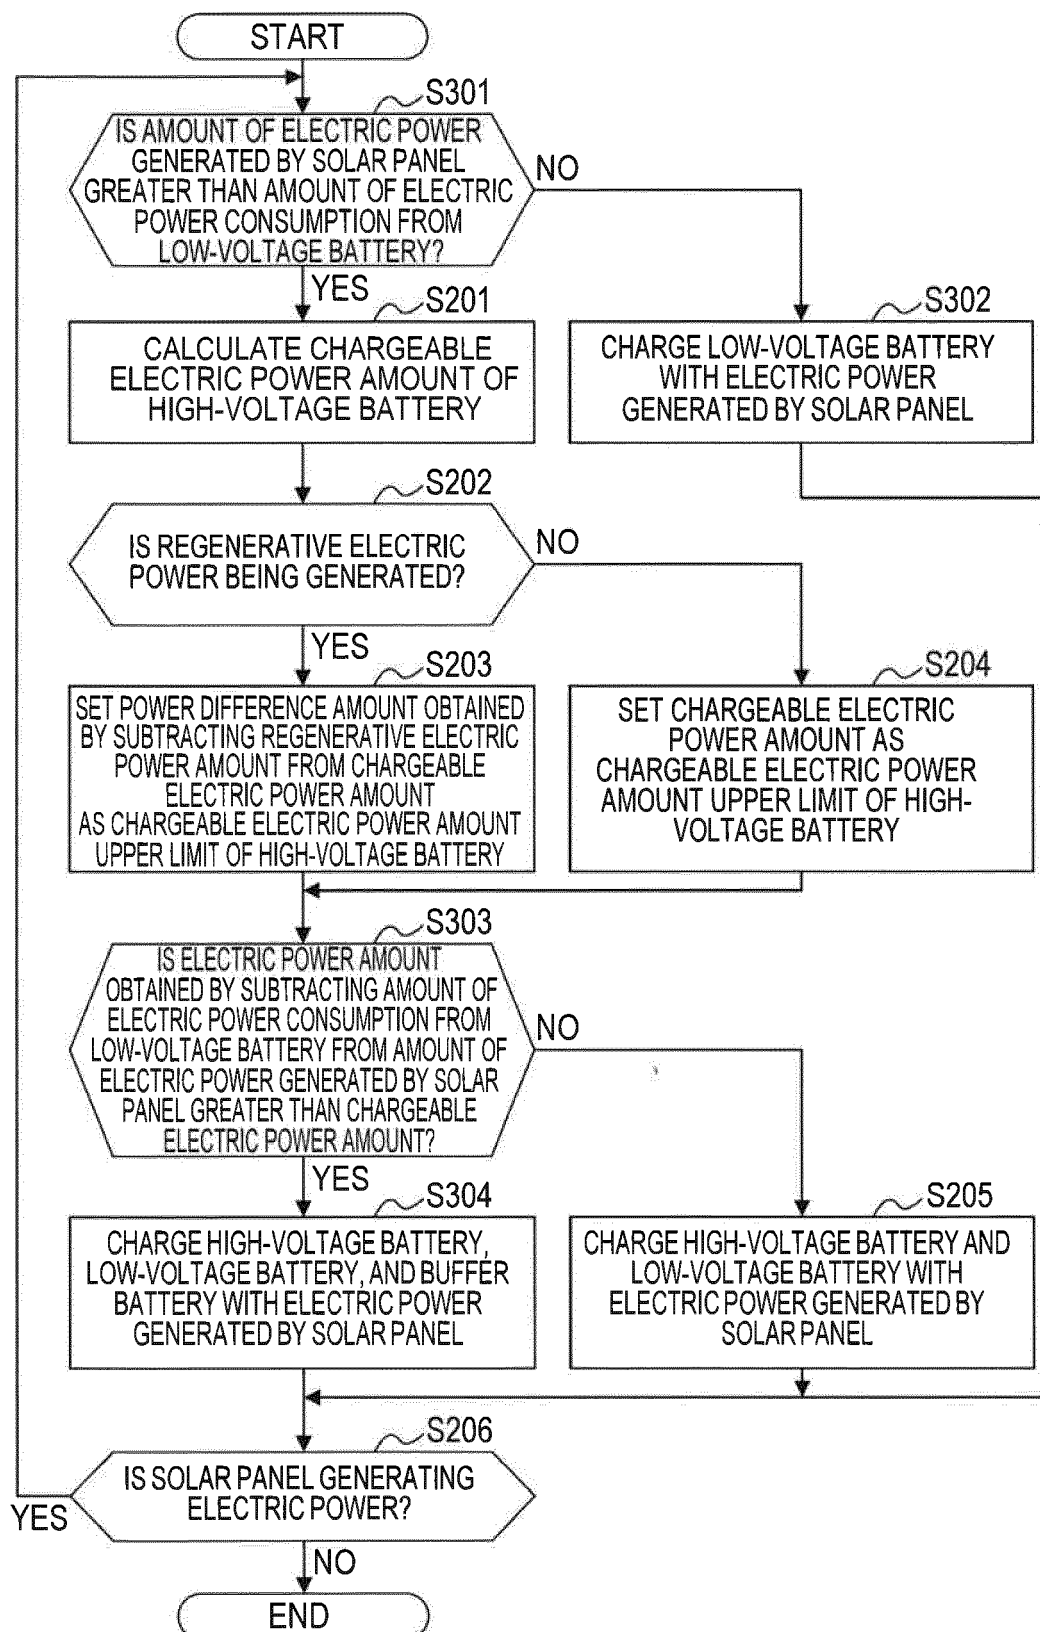 START
S301
IS AMOUNT OF ELECTRIC POWER
GENERATED BY SOLAR PANEL
GREATER THAN AMOUNT OF ELECTRIC
POWER CONSUMPTION FROM
LOW-VOLTAGE BATTERY?
NO
YES
S201
CALCULATE CHARGEABLE
ELECTRIC POWER AMOUNT OF
HIGH-VOLTAGE BATTERY
S302
CHARGE LOW-VOLTAGE BATTERY
WITH ELECTRIC POWER
GENERATED BY SOLAR PANEL
S202
IS REGENERATIVE ELECTRIC
POWER BEING GENERATED?
NO
YES
S203
SET POWER DIFFERENCE AMOUNT OBTAINED
BY SUBTRACTING REGENERATIVE ELECTRIC
POWER AMOUNT FROM CHARGEABLE
ELECTRIC POWER AMOUNT
AS CHARGEABLE ELECTRIC POWER AMOUNT
UPPER LIMIT OF HIGH-VOLTAGE BATTERY
S204
SET CHARGEABLE ELECTRIC
POWER AMOUNT AS
CHARGEABLE ELECTRIC POWER
AMOUNT UPPER LIMIT OF HIGH-
VOLTAGE BATTERY
S303
IS ELECTRIC POWER AMOUNT
OBTAINED BY SUBTRACTING AMOUNT OF
ELECTRIC POWER CONSUMPTION FROM
LOW-VOLTAGE BATTERY FROM AMOUNT OF
ELECTRIC POWER GENERATED BY SOLAR
PANEL GREATER THAN CHARGEABLE
ELECTRIC POWER AMOUNT?
NO
YES
S304
CHARGE HIGH-VOLTAGE BATTERY,
LOW-VOLTAGE BATTERY, AND BUFFER
BATTERY WITH ELECTRIC POWER
GENERATED BY SOLAR PANEL
S205
CHARGE HIGH-VOLTAGE BATTERY AND
LOW-VOLTAGE BATTERY WITH
ELECTRIC POWER GENERATED BY
SOLAR PANEL
S206
IS SOLAR PANEL GENERATING
ELECTRIC POWER?
YES
NO
END